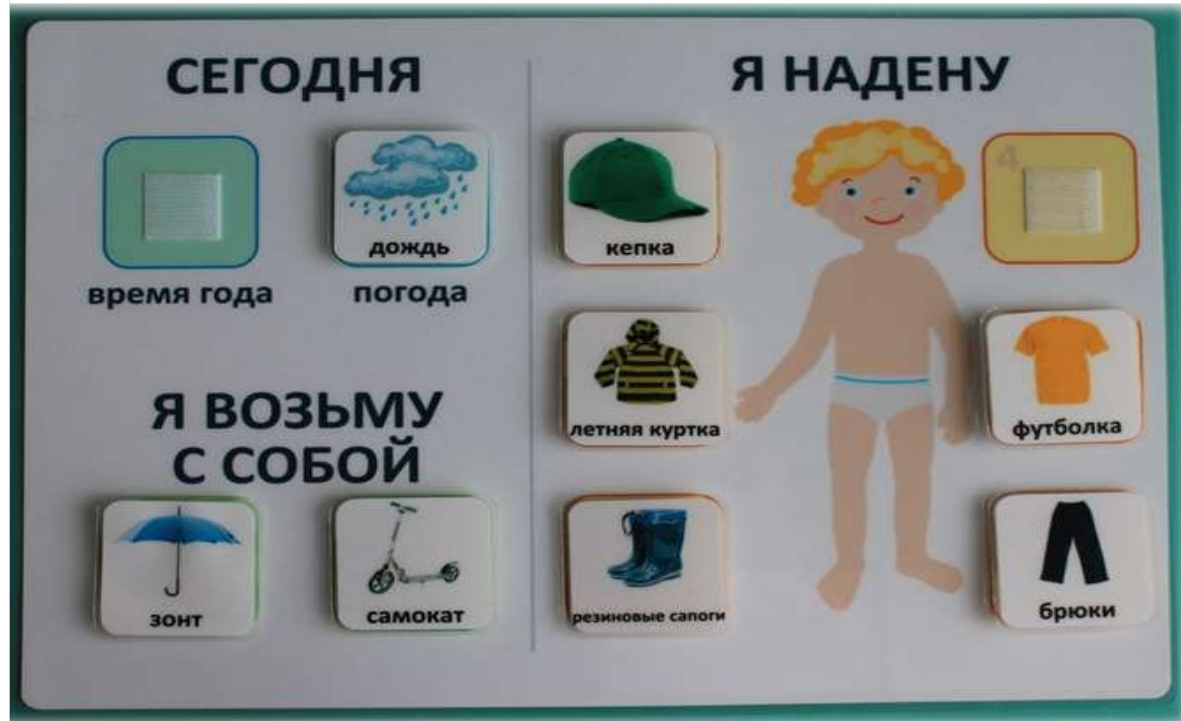 СЕГОДНЯ
дождь
время года
погода
Я ВОЗЬМУ
С СОБОЙ
зонт
самокат
Я НАДЕНУ
кепка
4
летняя куртка
футболка
резиновые сапоги
брюки